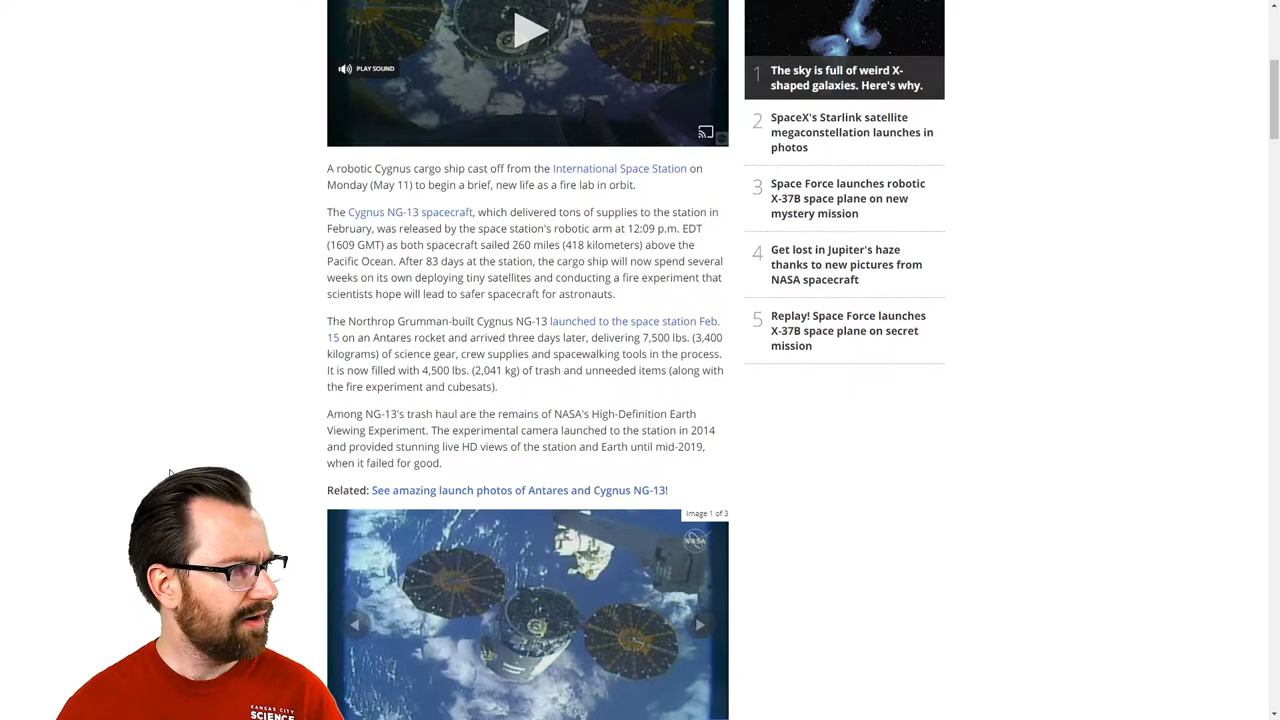 PLAY SOUND
A robotic Cygnus cargo ship cast off from the International Space Station on
Monday (May 11) to begin a brief, new life as a fire lab in orbit.
The Cygnus NG-13 spacecraft, which delivered tons of supplies to the station in
February, was released by the space station's robotic arm at 12:09 p.m. EDT
(1609 GMT) as both spacecraft sailed 260 miles (418 kilometers) above the
Pacific Ocean. After 83 days at the station, the cargo ship will now spend several
weeks on its own deploying tiny satellites and conducting a fire experiment that
scientists hope will lead to safer spacecraft for astronauts.
The Northrop Grumman-built Cygnus NG-13 launched to the space station Feb.
15 on an Antares rocket and arrived three days later, delivering 7,500 lbs. (3,400
kilograms) of science gear, crew supplies and spacewalking tools in the process.
It is now filled with 4,500 lbs. (2,041 kg) of trash and unneeded items (along with
the fire experiment and cubesats).
Among NG-13's trash haul are the remains of NASA's High-Definition Earth
Viewing Experiment. The experimental camera launched to the station in 2014
and provided stunning live HD views of the station and Earth until mid-2019,
when it failed for good.
Related: See amazing launch photos of Antares and Cygnus NG-13!
Image 1 of 3
NASA
1 The sky is full of weird X-
shaped galaxies. Here's why.
2 SpaceX's Starlink satellite
megaconstellation launches in
photos
3 Space Force launches robotic
X-37B space plane on new
mystery mission
4 Get lost in Jupiter's haze
thanks to new pictures from
NASA spacecraft
5 Replay! Space Force launches
X-37B space plane on secret
mission
KANSAS CITY
SCIENCE